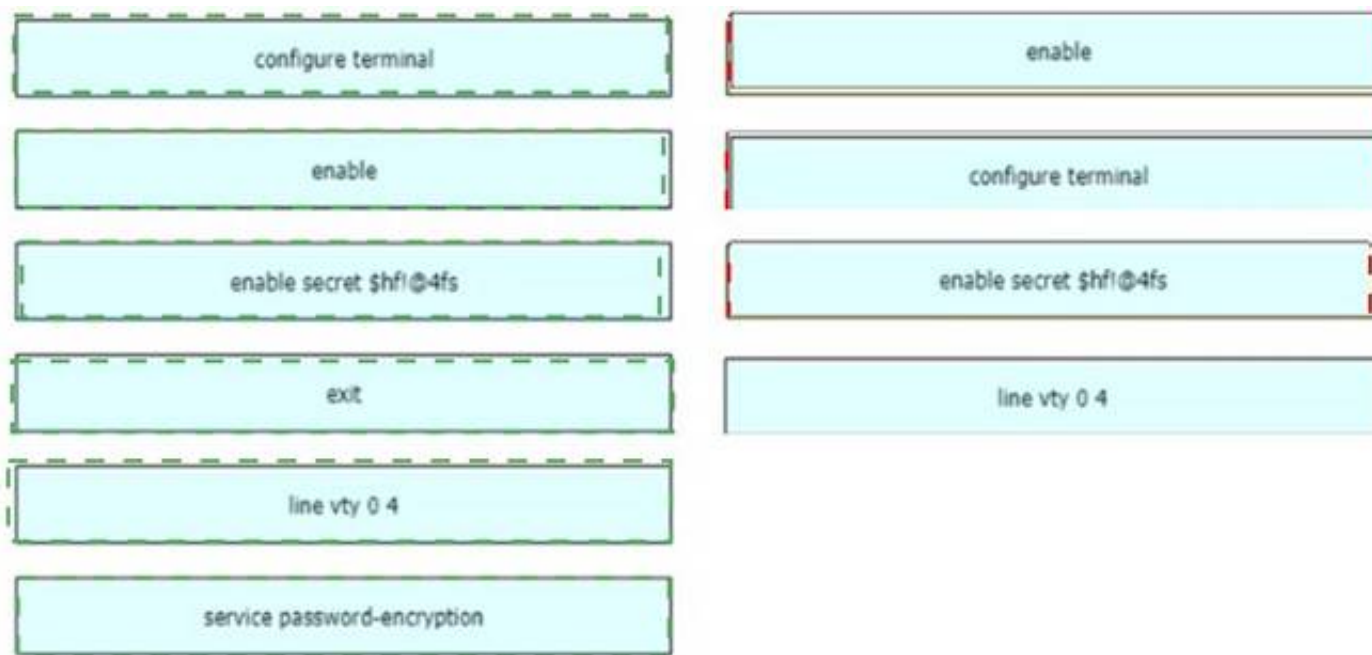 configure terminal
enable
enable secret $hf!@4fs
exit
line vty 0 4
service password-encryption
enable
configure terminal
enable secret $hf!@4fs
line vty 0 4